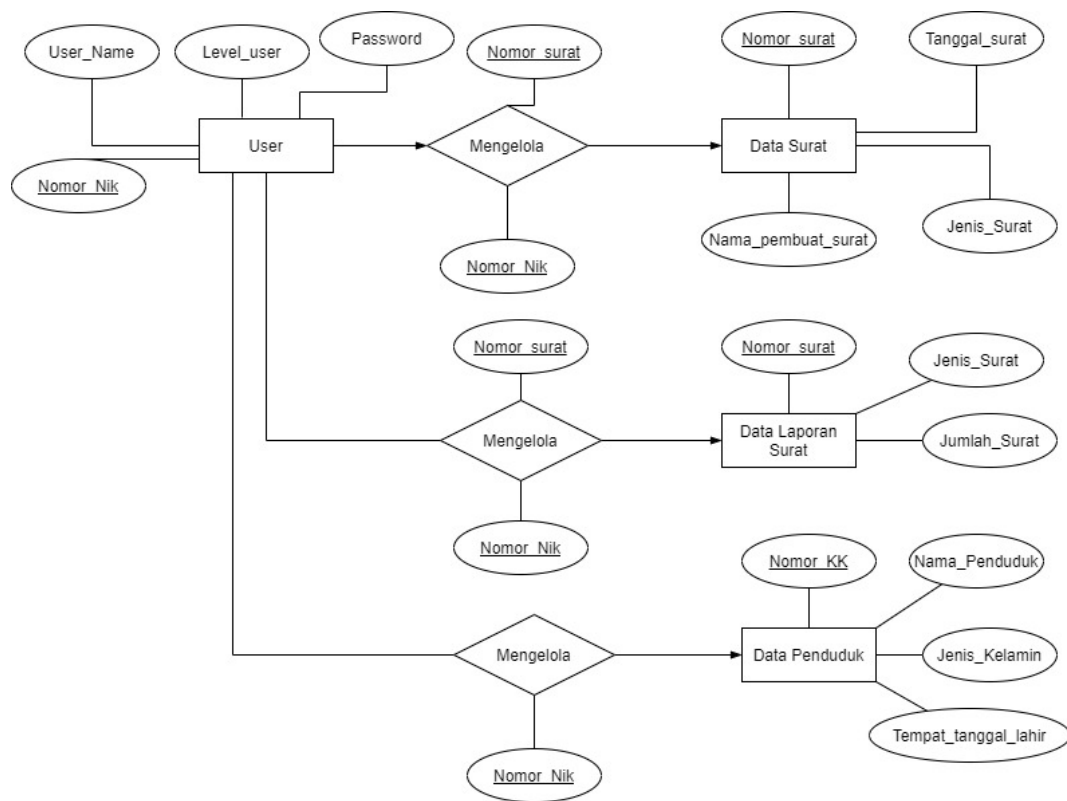 User_Name
Level_user
Password
Nomor_surat
Nomor_surat
Tanggal_surat
User
Mengelola
Data Surat
Nomor_Nik
Nama_pembuat_surat
Jenis_Surat
Nomor_Nik
Nomor_surat
Nomor_surat
Jenis_Surat
Mengelola
Data Laporan
Surat
Jumlah_Surat
Nomor_Nik
Nomor_KK
Nama_Penduduk
Mengelola
Data Penduduk
Jenis_Kelamin
Tempat_tanggal_lahir
Nomor_Nik